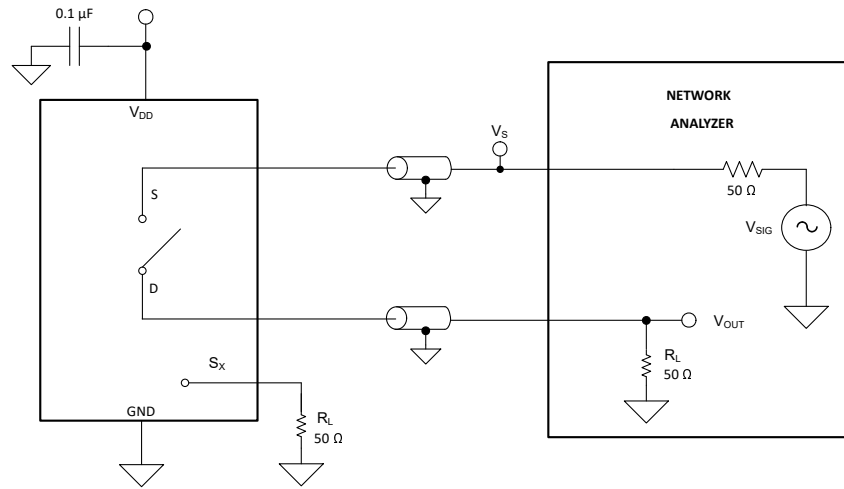 0.1 µF
V_DD
NETWORK
ANALYZER
V_S
S
50 Ω
V_SIG
D
V_OUT
S_X
R_L
50 Ω
GND
R_L
50 Ω